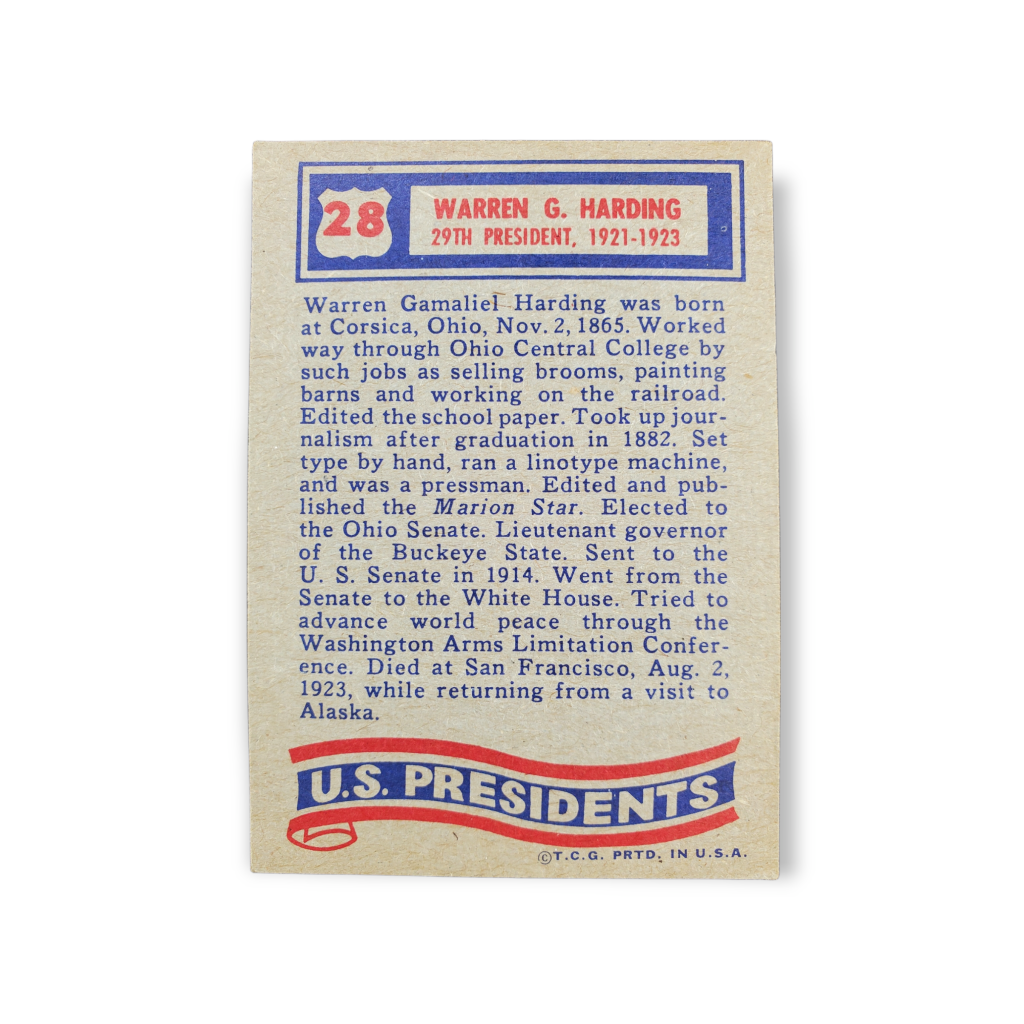 28
WARREN G. HARDING
29TH PRESIDENT, 1921-1923
Warren Gamaliel Harding was born
at Corsica, Ohio, Nov. 2, 1865. Worked
way through Ohio Central College by
such jobs as selling brooms, painting
barns and working on the railroad.
Edited the school paper. Took up jour-
nalism after graduation in 1882. Set
type by hand, ran a linotype machine,
and was a pressman. Edited and pub-
lished the Marion Star. Elected to
the Ohio Senate. Lieutenant governor
of the Buckeye State. Sent to the
U. S. Senate in 1914. Went from the
Senate to the White House. Tried to
advance world peace through the
Washington Arms Limitation Confer-
ence. Died at San Francisco, Aug. 2,
1923, while returning from a visit to
Alaska.
U.S. PRESIDENTS
©T.C.G. PRTD. IN U.S.A.